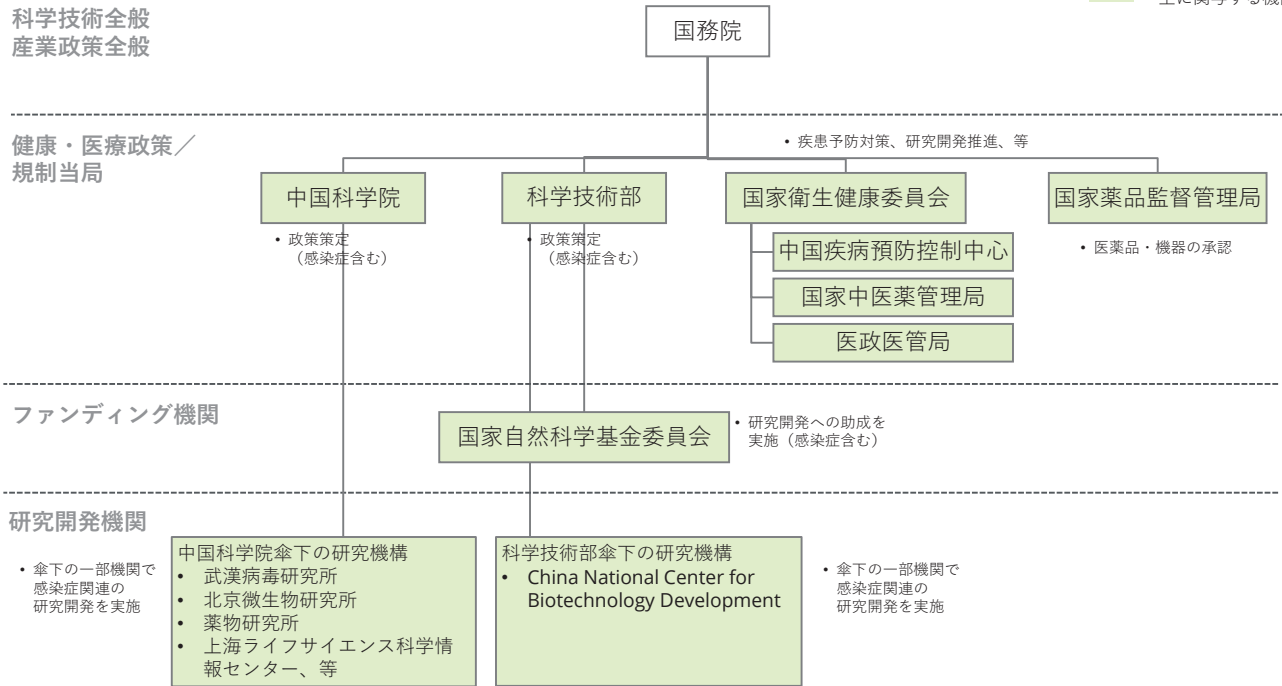 科学技術全般
産業政策全般
国務院
健康・医療政策／
規制当局
• 疾患予防対策、研究開発推進、等
中国科学院
科学技術部
国家衛生健康委員会
国家薬品監督管理局
• 政策策定
（感染症含む）
• 政策策定
（感染症含む）
• 医薬品・機器の承認
中国疾病預防控制中心
国家中医薬管理局
医政医管局
ファンディング機関
国家自然科学基金委員会
• 研究開発への助成を
実施（感染症含む）
研究開発機関
• 傘下の一部機関で
感染症関連の
研究開発を実施
中国科学院傘下の研究機構
• 武漢病毒研究所
• 北京微生物研究所
• 薬物研究所
• 上海ライフサイエンス科学情
報センター、等
科学技術部傘下の研究機構
• China National Center for
Biotechnology Development
• 傘下の一部機関で
感染症関連の
研究開発を実施